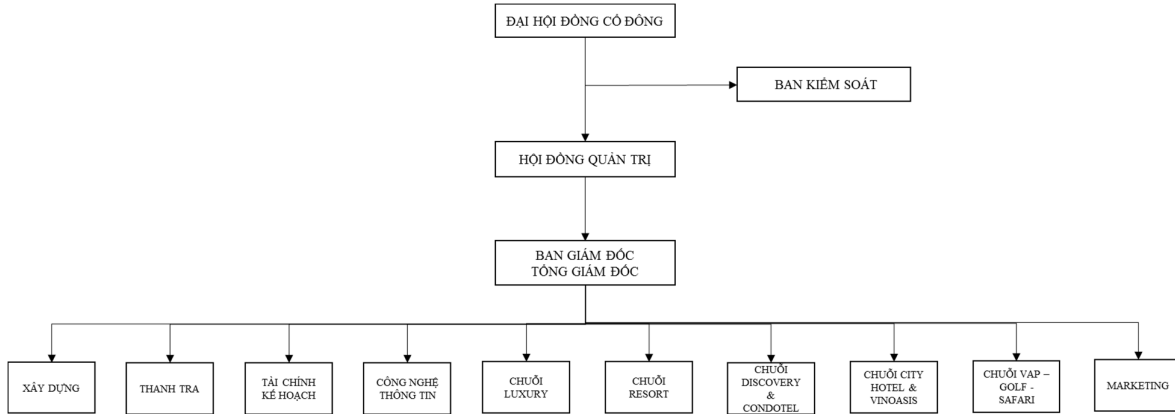 ĐẠI HỘI ĐỒNG CỔ ĐÔNG
BAN KIỂM SOÁT
HỘI ĐỒNG QUẢN TRỊ
BAN GIÁM ĐỐC
TỔNG GIÁM ĐỐC
XÂY DỰNG
THANH TRA
TÀI CHÍNH
KẾ HOẠCH
CÔNG NGHỆ
THÔNG TIN
CHUỖI
LUXURY
CHUỖI
RESORT
CHUỖI
DISCOVERY
&
CONDOTEL
CHUỖI CITY
HOTEL &
VINOASIS
CHUỖI VAP –
GOLF -
SAFARI
MARKETING